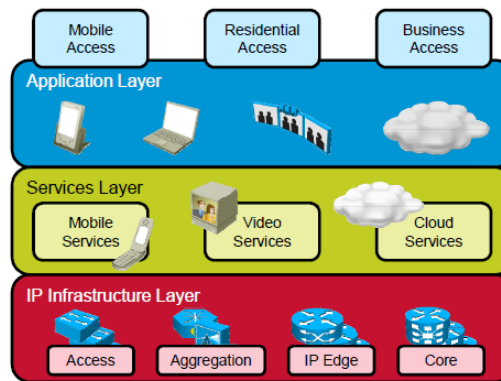 Mobile
Access
Residential
Access
Business
Access
Application Layer
Services Layer
Mobile
Services
Video
Services
Cloud
Services
IP Infrastructure Layer
Access
Aggregation
IP Edge
Core